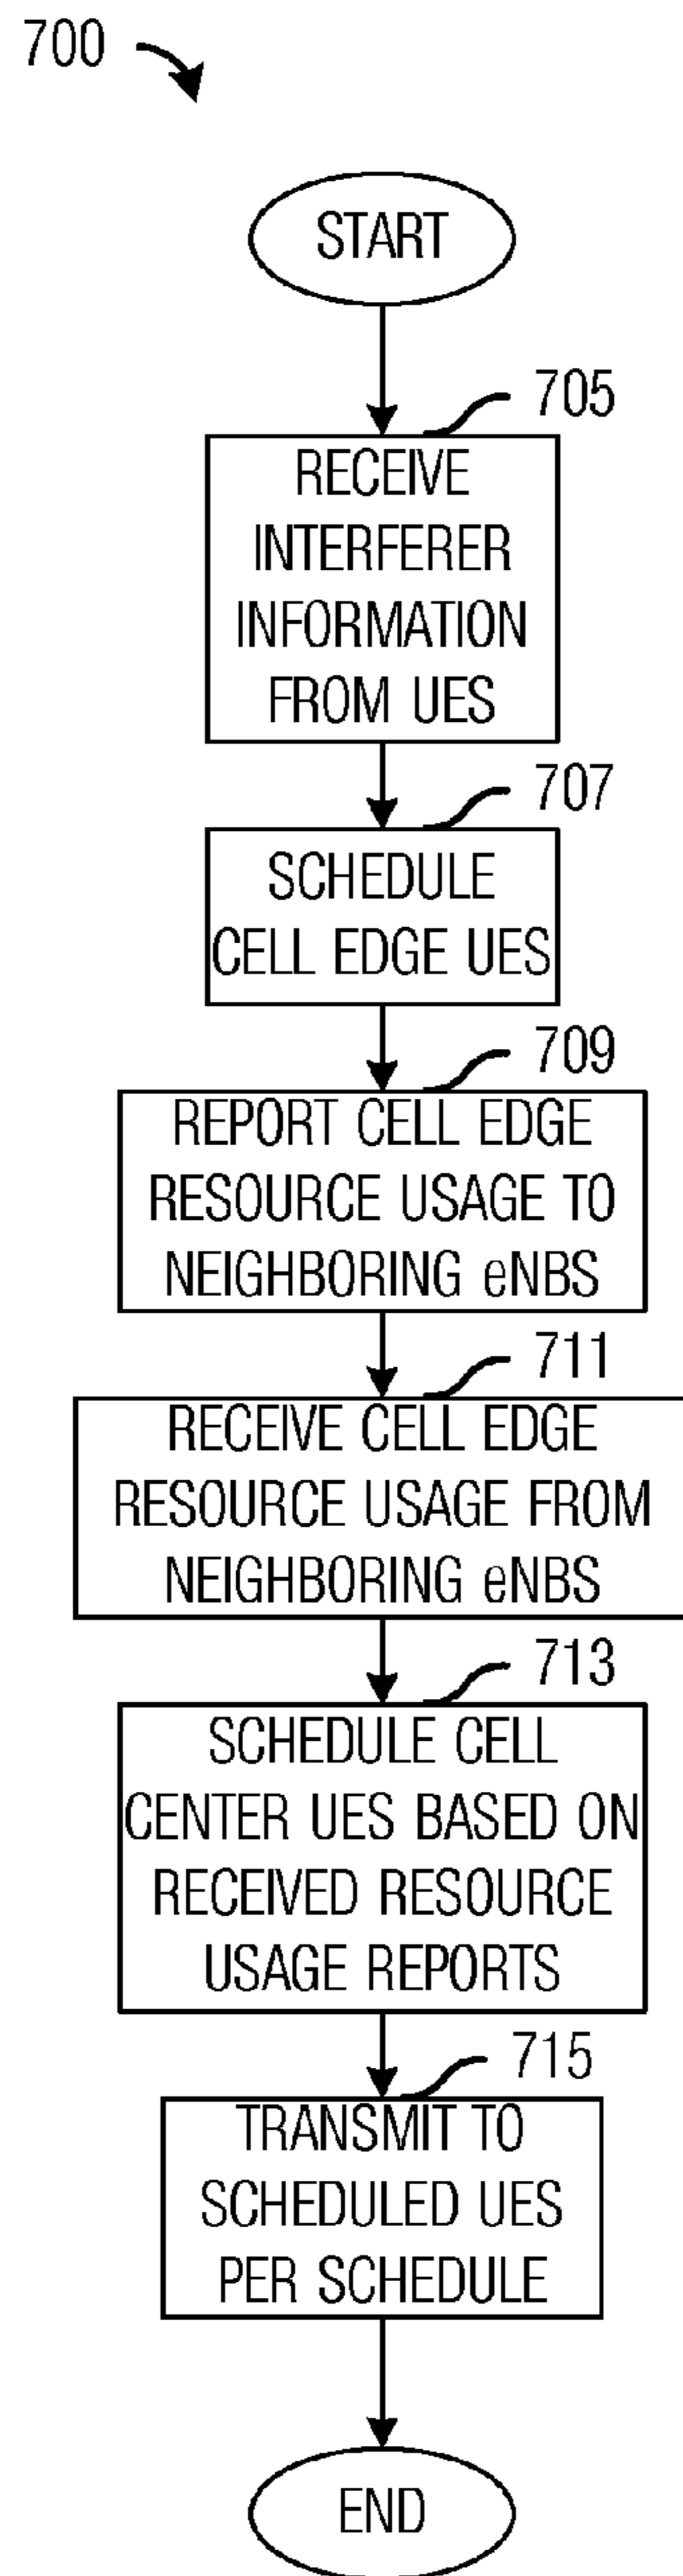 700
START
705
RECEIVE
INTERFERER
INFORMATION
FROM UES
707
SCHEDULE
CELL EDGE UES
709
REPORT CELL EDGE
RESOURCE USAGE TO
NEIGHBORING eNBS
711
RECEIVE CELL EDGE
RESOURCE USAGE FROM
NEIGHBORING eNBS
713
SCHEDULE CELL
CENTER UES BASED ON
RECEIVED RESOURCE
USAGE REPORTS
715
TRANSMIT TO
SCHEDULED UES
PER SCHEDULE
END